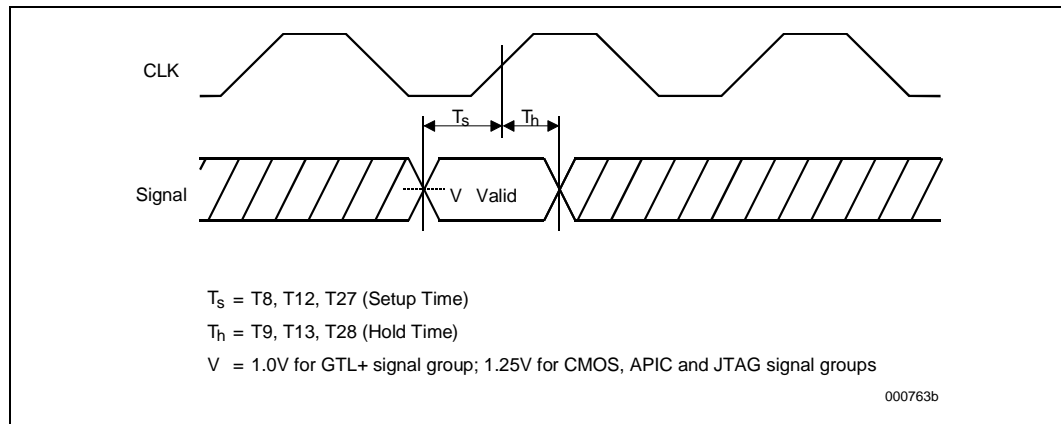 CLK
Ts Th
Signal
V Valid
Ts = T8, T12, T27 (Setup Time)
Th = T9, T13, T28 (Hold Time)
V = 1.0V for GTL+ signal group; 1.25V for CMOS, APIC and JTAG signal groups
000763b